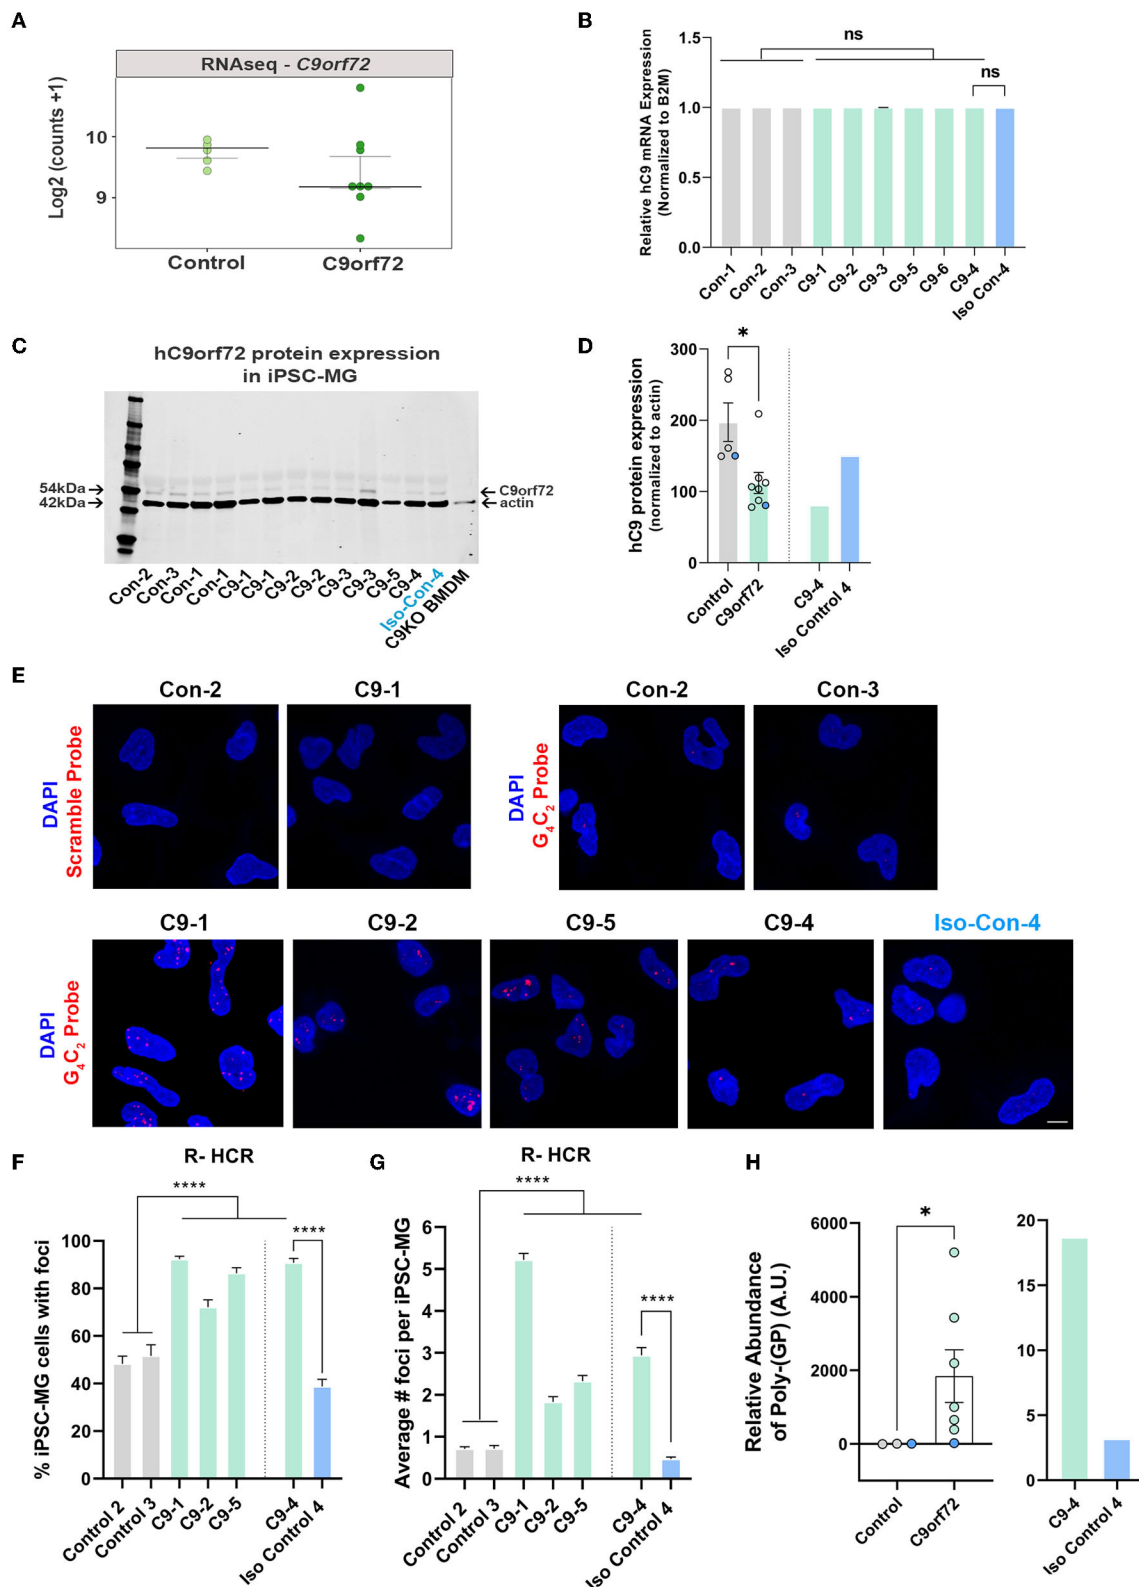 A
RNAseq - C9orf72
Log2 (counts +1)
10
9
Control
C9orf72
B
Relative hC9 mRNA Expression
(Normalized to B2M)
1.5
1.0
0.5
0.0
ns
ns
Con-1
Con-2
Con-3
C9-1
C9-2
C9-3
C9-5
C9-6
C9-4
Iso Con-4
C
hC9orf72 protein expression
in iPSC-MG
54kDa
42kDa
C9orf72
actin
Con-2
Con-3
Con-1
Con-1
C9-1
C9-1
C9-2
C9-2
C9-3
C9-3
C9-5
C9-4
Iso-Con-4
C9KO BMDM
D
hC9 protein expression
(normalized to actin)
300
200
100
0
*
Control
C9orf72
C9-4
Iso Control 4
E
Con-2
C9-1
Con-2
Con-3
DAPI
Scramble Probe
DAPI
G₄C₂ Probe
C9-1
C9-2
C9-5
C9-4
Iso-Con-4
DAPI
G₄C₂ Probe
F
R- HCR
% iPSC-MG cells with foci
100
80
60
40
20
0
****
****
Control 2
Control 3
C9-1
C9-2
C9-5
C9-4
Iso Control 4
G
R- HCR
Average # foci per iPSC-MG
6
5
4
3
2
1
0
****
****
Control 2
Control 3
C9-1
C9-2
C9-5
C9-4
Iso Control 4
H
Relative Abundance
of Poly-(GP) (A.U.)
6000
4000
2000
0
*
Control
C9orf72
20
15
10
5
0
C9-4
Iso Control 4